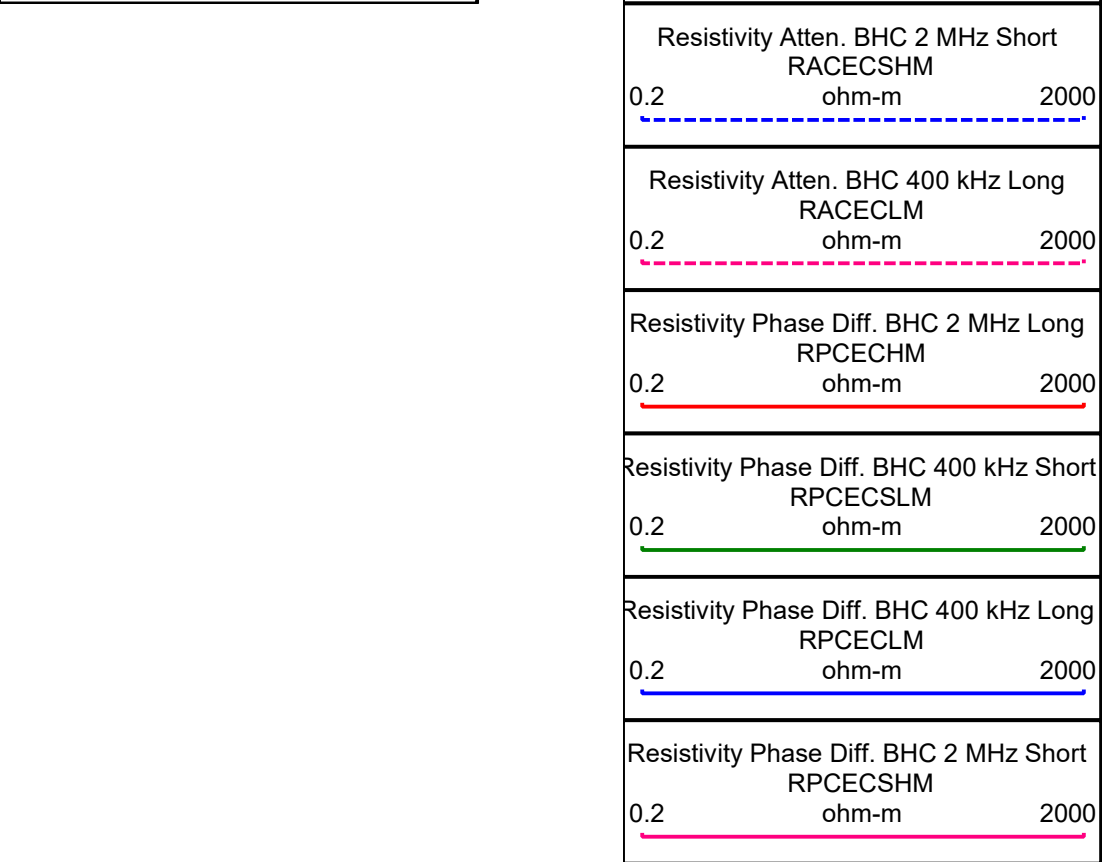 Resistivity Atten. BHC 2 MHz Short
RACECSHM
0.2 ohm-m 2000
Resistivity Atten. BHC 400 kHz Long
RACECLM
0.2 ohm-m 2000
Resistivity Phase Diff. BHC 2 MHz Long
RPCECHM
0.2 ohm-m 2000
Resistivity Phase Diff. BHC 400 kHz Short
RPCECSLM
0.2 ohm-m 2000
Resistivity Phase Diff. BHC 400 kHz Long
RPCECLM
0.2 ohm-m 2000
Resistivity Phase Diff. BHC 2 MHz Short
RPCECSHM
0.2 ohm-m 2000